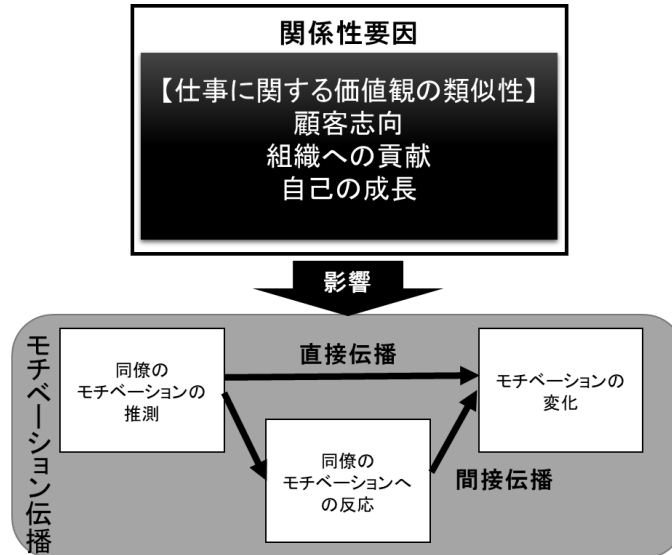 関係性要因
【仕事に関する価値観の類似性】
顧客志向
組織への貢献
自己の成長
影響
モチベーション伝播
同僚の
モチベーションの
推測
直接伝播
モチベーションの
変化
同僚の
モチベーションへ
の反応
間接伝播